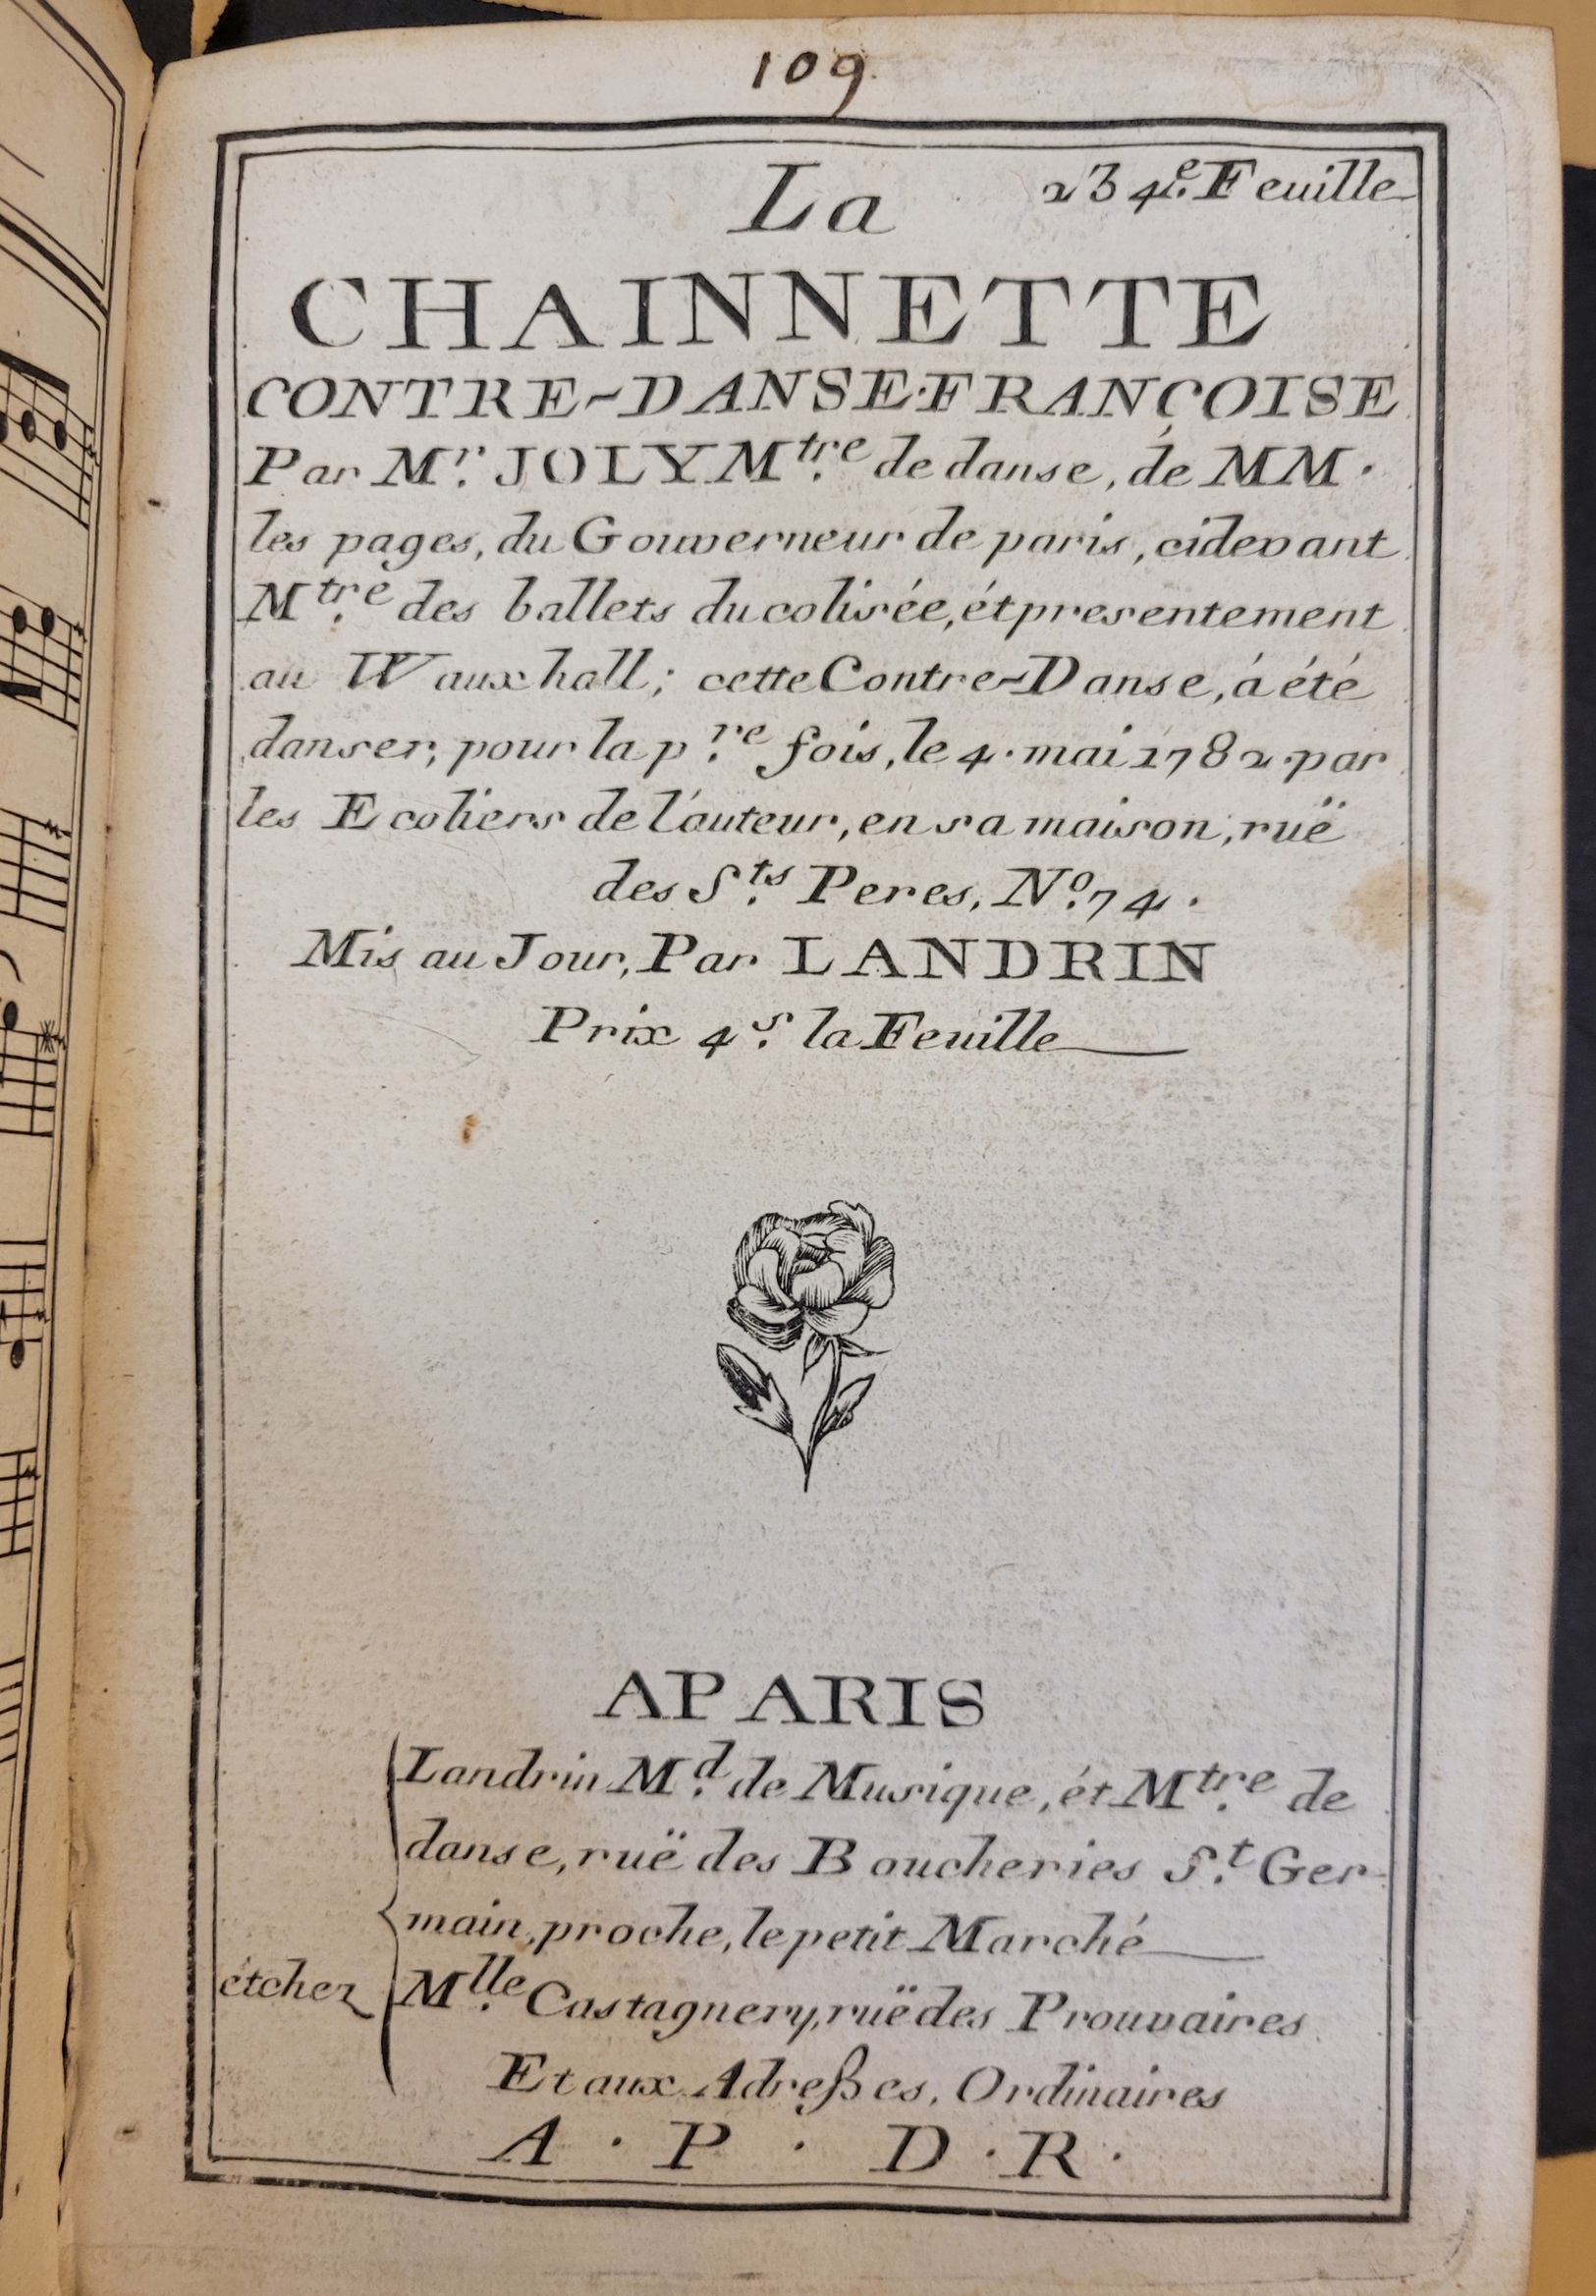 109
234e. Feuille
La
CHAINNETTE
CONTRE-DANSE FRANÇOISE
Par Mr. JOLY Mtre. de danse, dé MM.
les pages, du Gouverneur de paris, cidevant
Mtre. des ballets du colisée, ét presentement
au Wauxhall; cette Contre-Danse, á été
danser, pour la pre. fois, le 4. mai 1782. par
les Ecoliers de l'auteur, en sa maison, ruë
des Sts. Peres, No. 74.
Mis au Jour, Par LANDRIN
Prix 4s. la Feuille
A PARIS
Landrin Md. de Musique, ét Mtre. de
danse, ruë des Boucheries St. Ger
main, proche, le petit Marché
ét chez Mlle. Castagnery, ruë des Prouvaires
Et aux Adreßes, Ordinaires
A . P . D . R .